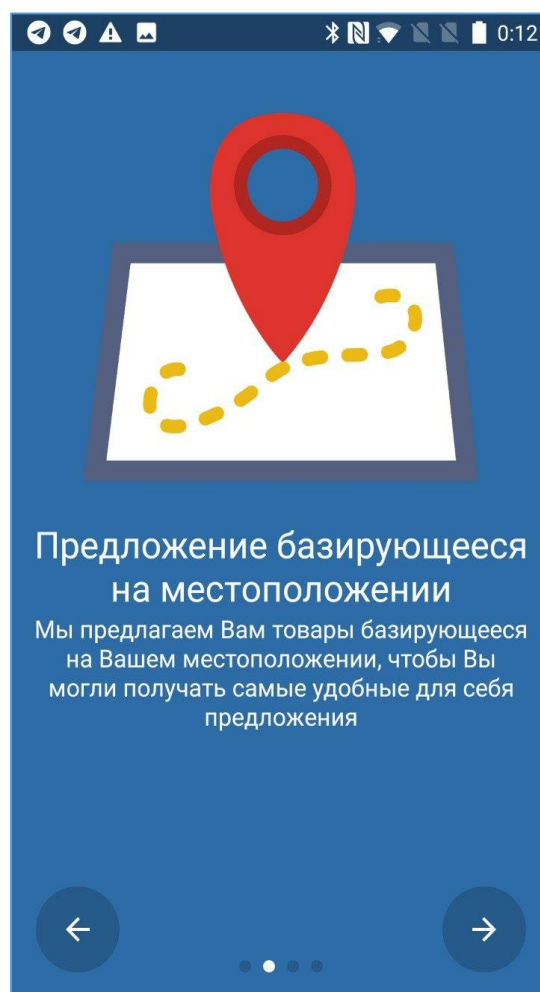 0:12
Предложение базирующееся
на местоположении
Мы предлагаем Вам товары базирующееся
на Вашем местоположении, чтобы Вы
могли получать самые удобные для себя
предложения